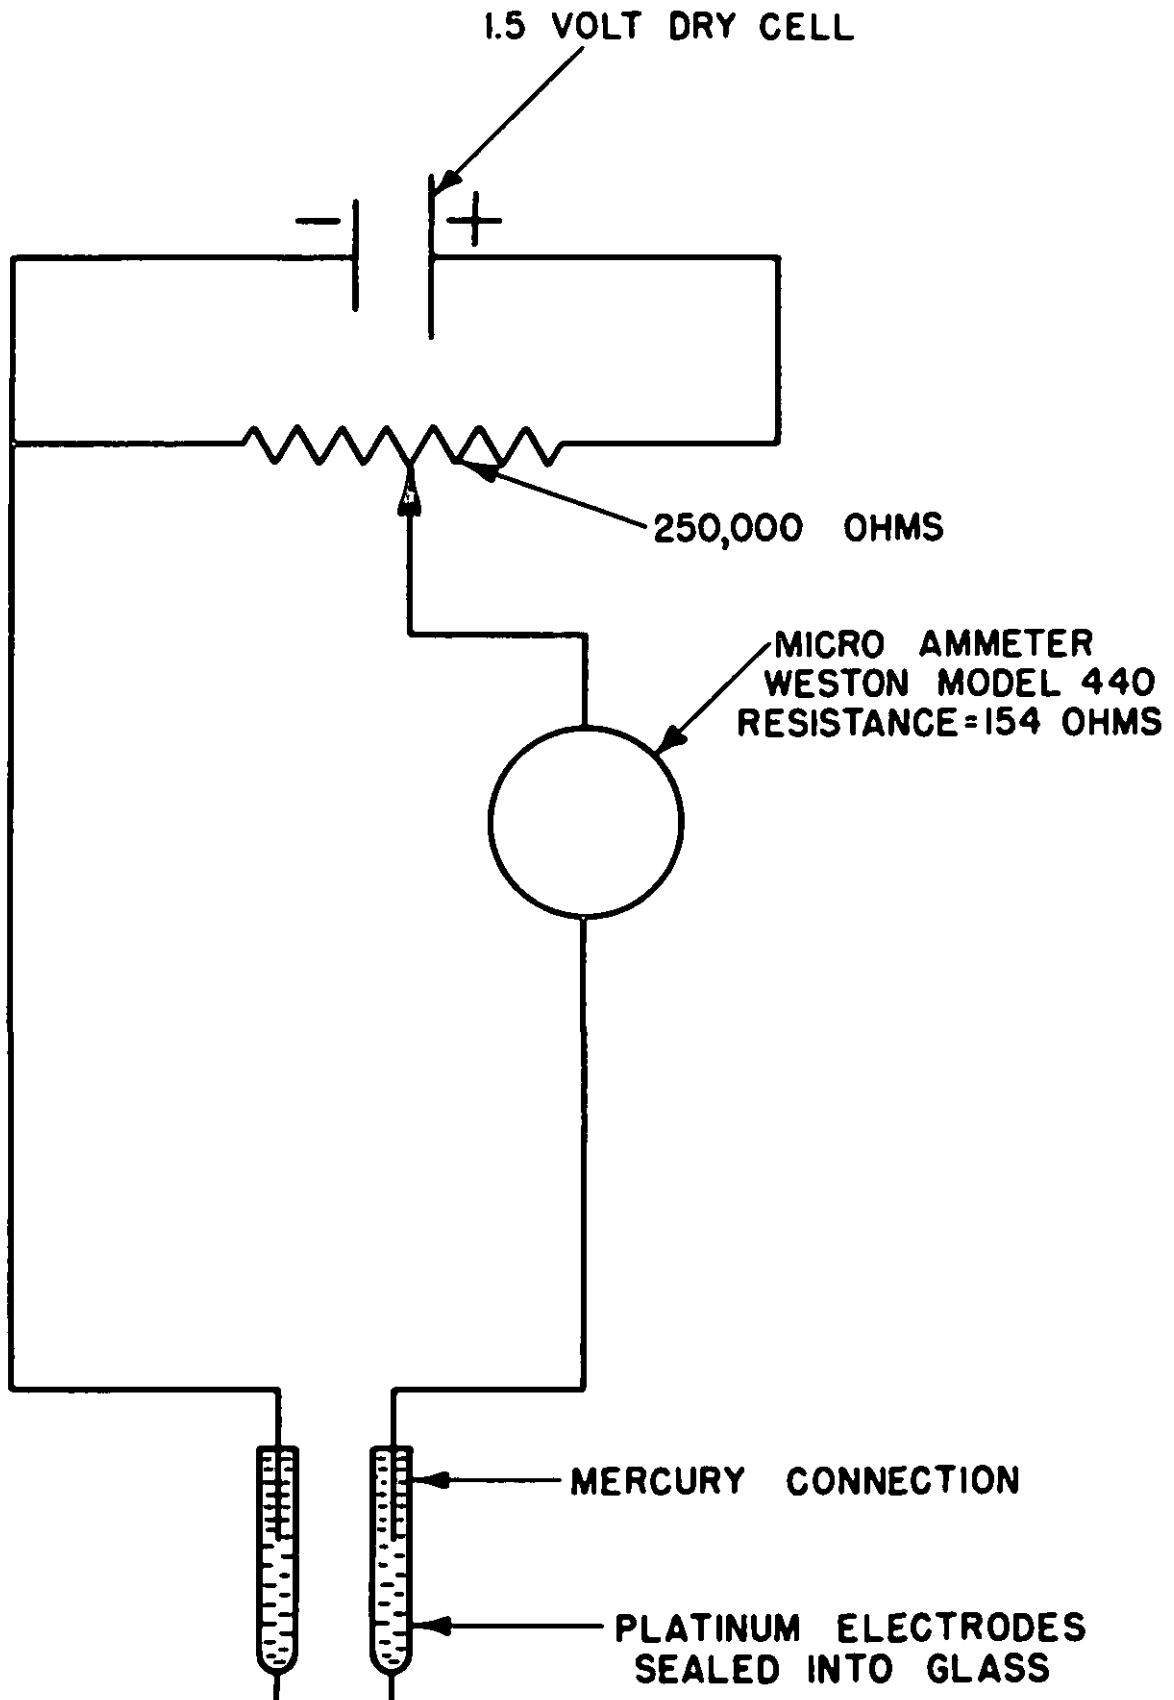 1.5 VOLT DRY CELL
- +
250,000 OHMS
MICRO AMMETER
WESTON MODEL 440
RESISTANCE=154 OHMS
MERCURY CONNECTION
PLATINUM ELECTRODES
SEALED INTO GLASS